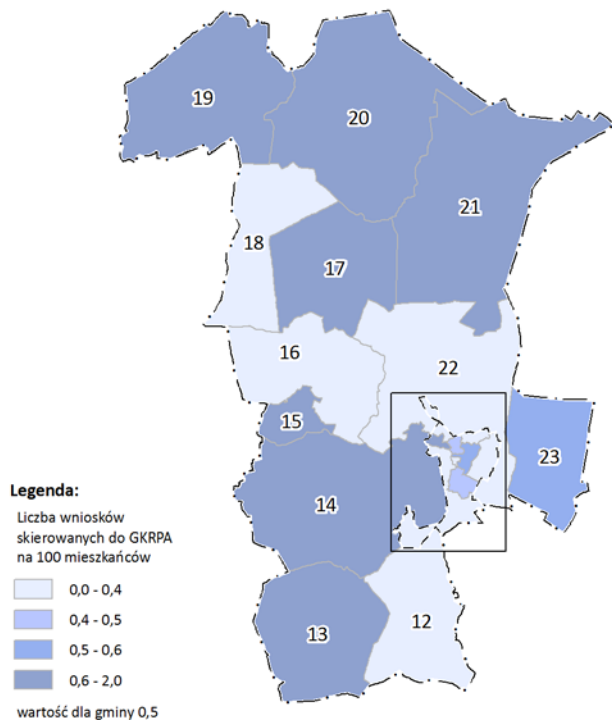 19
20
21
18
17
16
22
15
23
14
13
12
Legenda:
Liczba wniosków
skierowanych do GKRPA
na 100 mieszkańców
0,0 - 0,4
0,4 - 0,5
0,5 - 0,6
0,6 - 2,0
wartość dla gminy 0,5